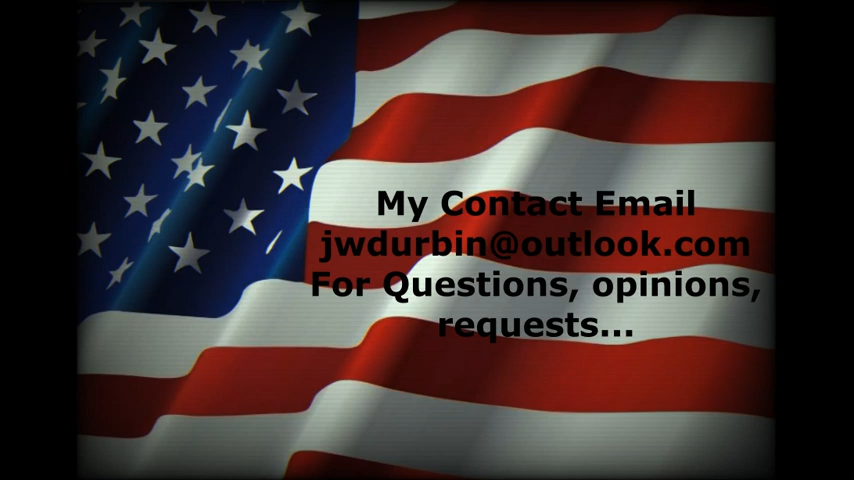 My Contact Email
jwdurbin@outlook.com
For Questions, opinions,
requests...